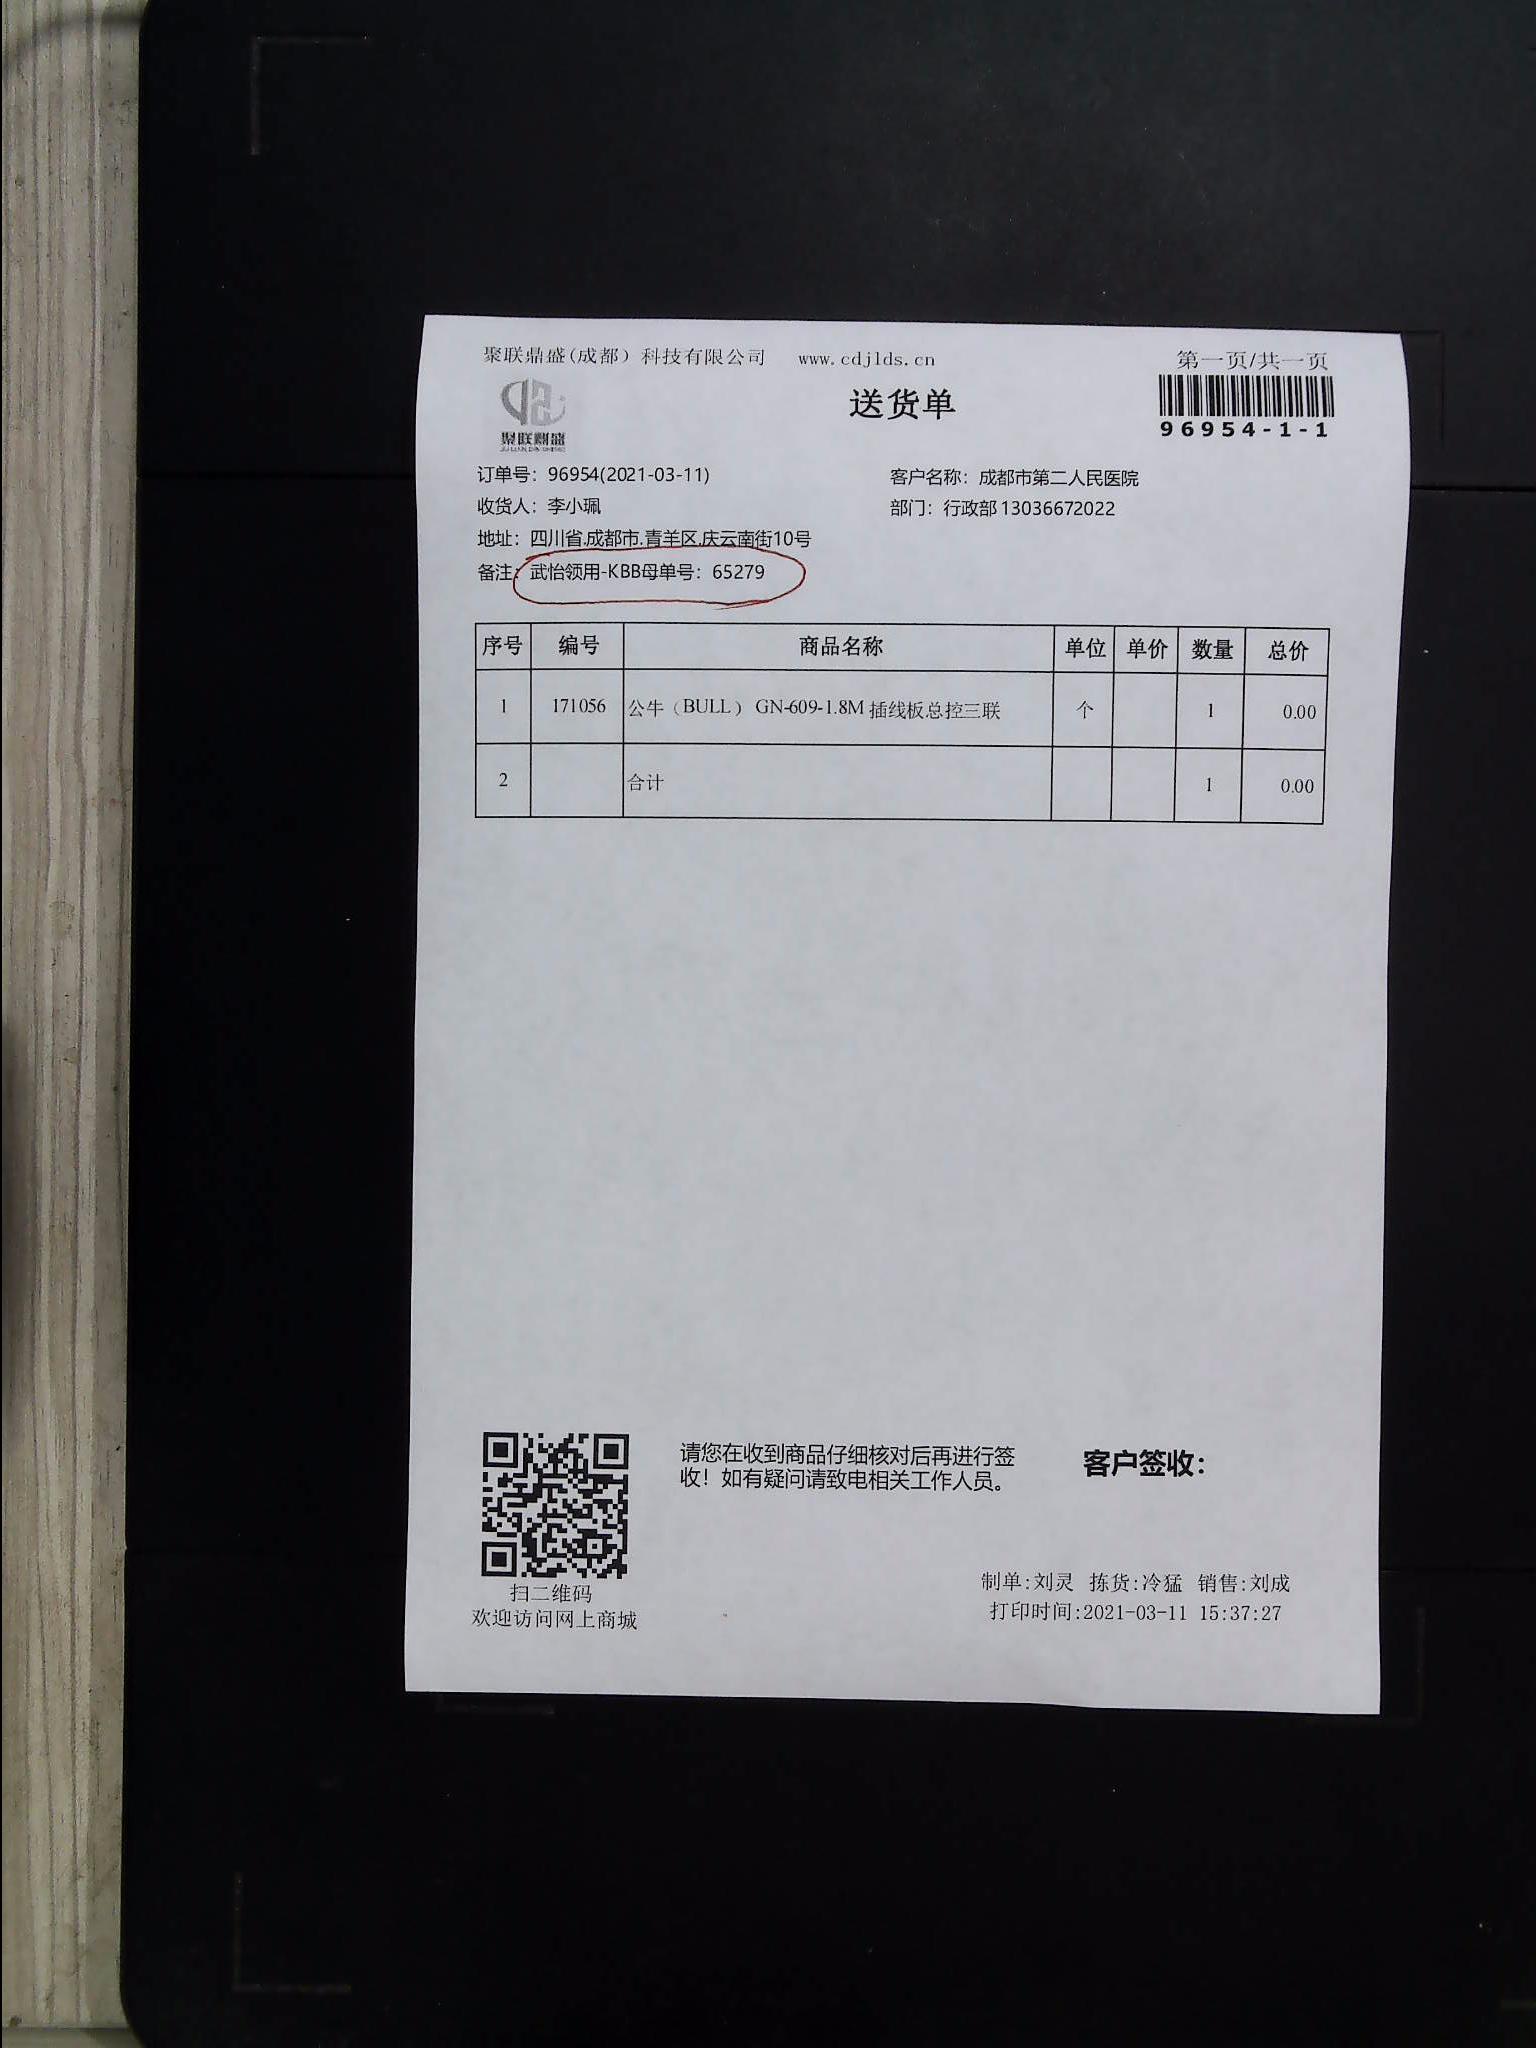 聚联鼎盛(成都)科技有限公司 www.cdjlds.cn 第一页/共一页
聚联鼎盛
送货单
96954-1-1
订单号：96954(2021-03-11) 客户名称：成都市第二人民医院
收货人：李小珮 部门：行政部 13036672022
地址：四川省.成都市.青羊区.庆云南街10号
备注：武怡领用-KBB母单号：65279
序号 编号 商品名称 单位 单价 数量 总价
1 171056 公牛（BULL） GN-609-1.8M 插线板总控三联 个 1 0.00
2 合计 1 0.00
请您在收到商品仔细核对后再进行签
收！如有疑问请致电相关工作人员。
客户签收：
扫二维码
欢迎访问网上商城
制单:刘灵 拣货:冷猛 销售:刘成
打印时间:2021-03-11 15:37:27